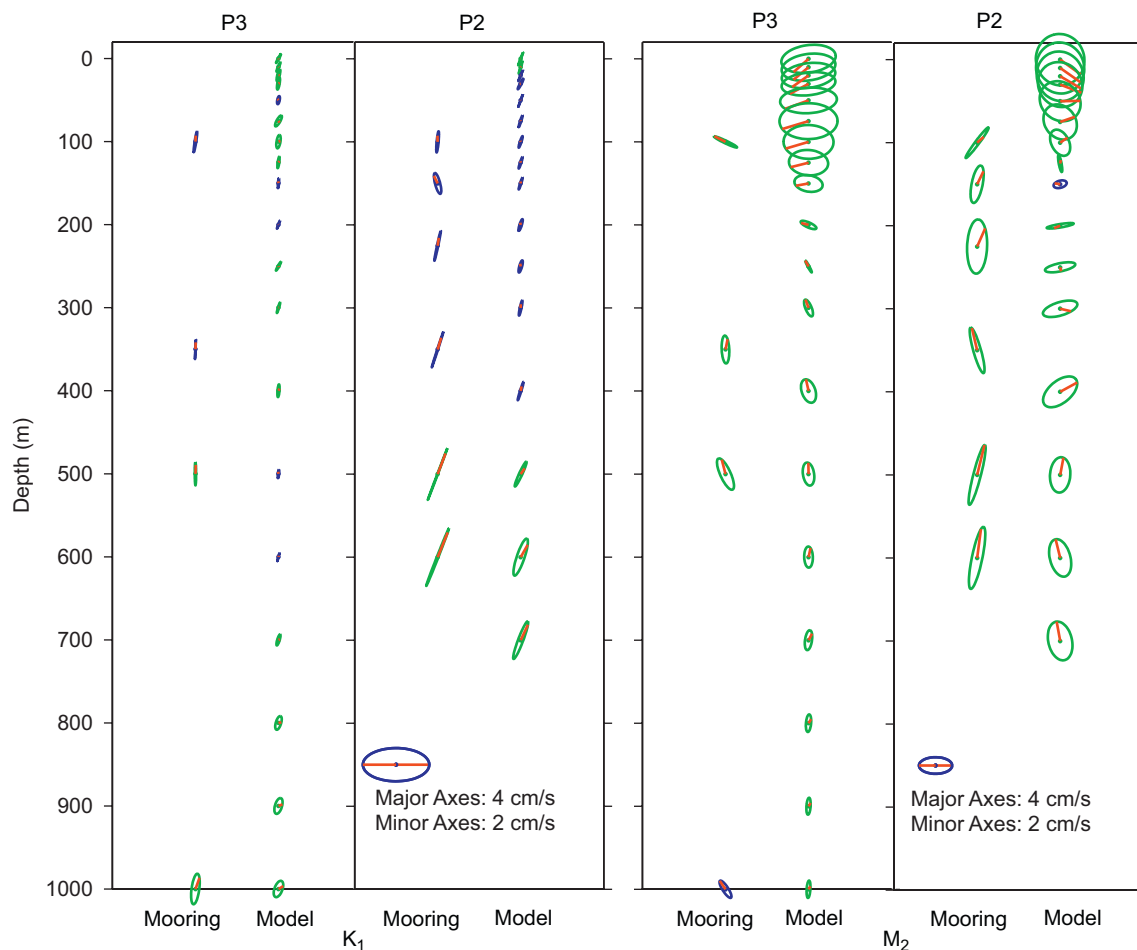 P3 P2 P3 P2
0
100
200
300
400
500
600
700
800
900
1000
Depth (m)
Major Axes: 4 cm/s
Minor Axes: 2 cm/s
Major Axes: 4 cm/s
Minor Axes: 2 cm/s
Mooring Model Mooring Model Mooring Model Mooring Model
K₁ M₂